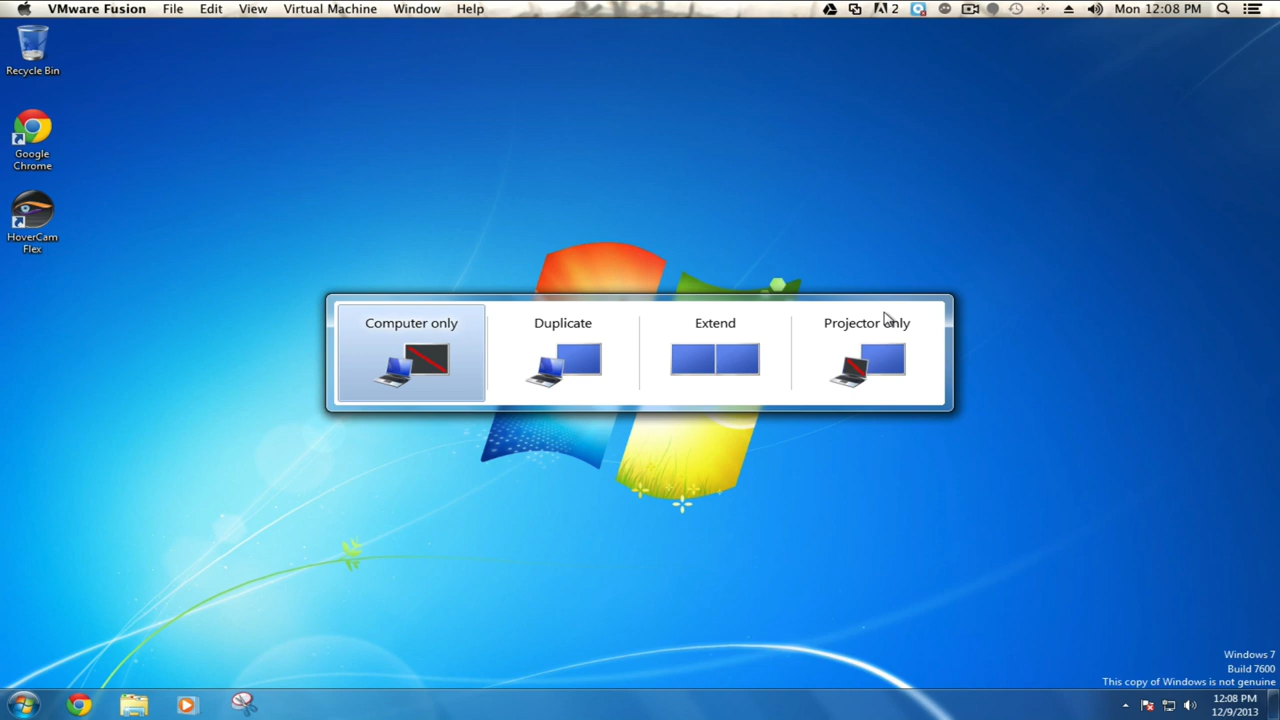 VMware Fusion File Edit View Virtual Machine Window Help 2 Mon 12:08 PM
Recycle Bin
Google
Chrome
HoverCam
Flex
Computer only Duplicate Extend Projector only
Windows 7
Build 7600
This copy of Windows is not genuine
12:08 PM
12/9/2013